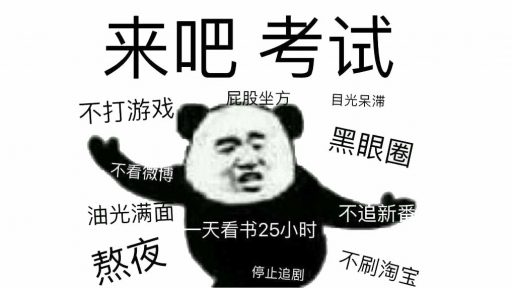 来吧 考试
屁股坐方
目光呆滞
不打游戏
黑眼圈
不看微博
油光满面
不追新番
一天看书25小时
熬夜
停止追剧
不刷淘宝